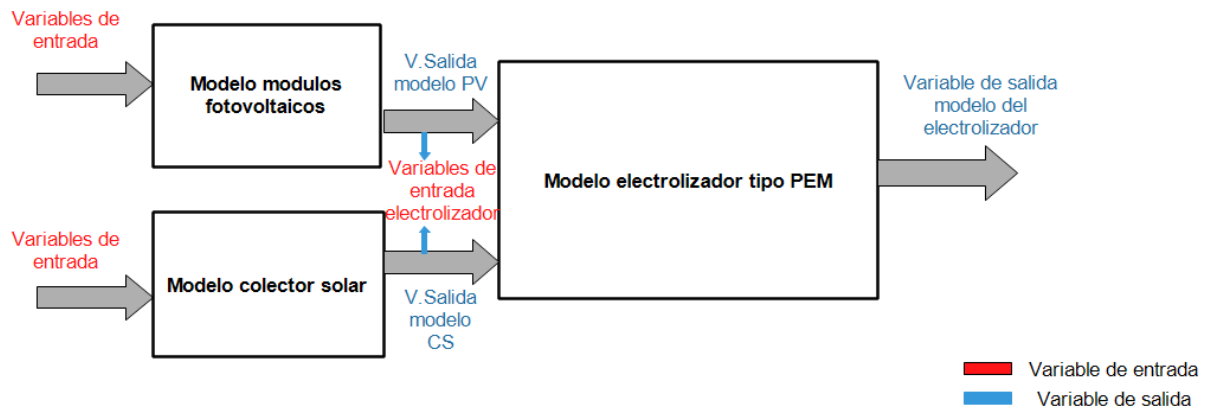 Variables de
entrada
Modelo modulos
fotovoltaicos
V.Salida
modelo PV
Variables de
entrada
electrolizador
Modelo electrolizador tipo PEM
Variable de salida
modelo del
electrolizador
Variables de
entrada
Modelo colector solar
V.Salida
modelo
CS
Variable de entrada
Variable de salida